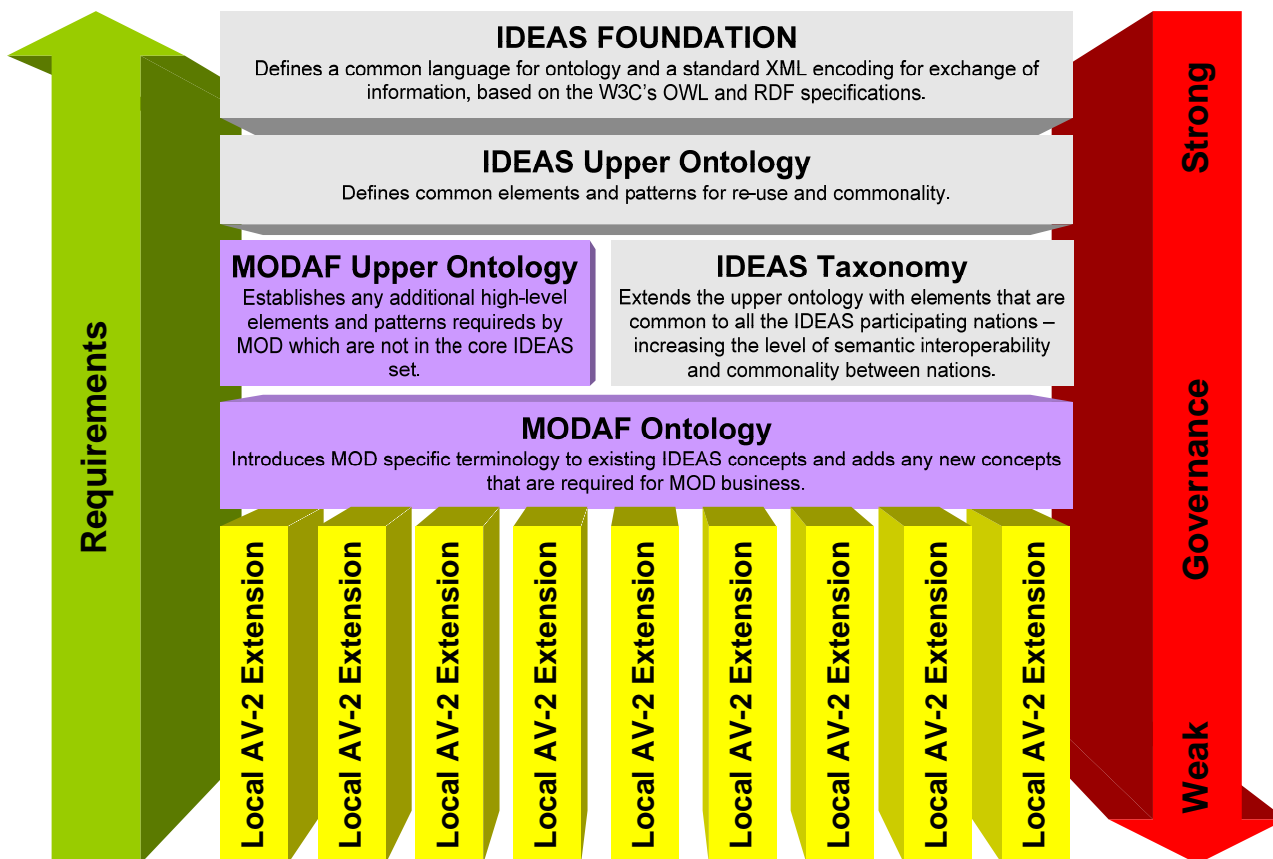 IDEAS FOUNDATION
Defines a common language for ontology and a standard XML encoding for exchange of
information, based on the W3C's OWL and RDF specifications.
IDEAS Upper Ontology
Defines common elements and patterns for re-use and commonality.
MODAF Upper Ontology
Establishes any additional high-level
elements and patterns requireds by
MOD which are not in the core IDEAS
set.
IDEAS Taxonomy
Extends the upper ontology with elements that are
common to all the IDEAS participating nations –
increasing the level of semantic interoperability
and commonality between nations.
MODAF Ontology
Introduces MOD specific terminology to existing IDEAS concepts and adds any new concepts
that are required for MOD business.
Local AV-2 Extension
Local AV-2 Extension
Local AV-2 Extension
Local AV-2 Extension
Local AV-2 Extension
Local AV-2 Extension
Local AV-2 Extension
Local AV-2 Extension
Local AV-2 Extension
Requirements
Strong
Governance
Weak